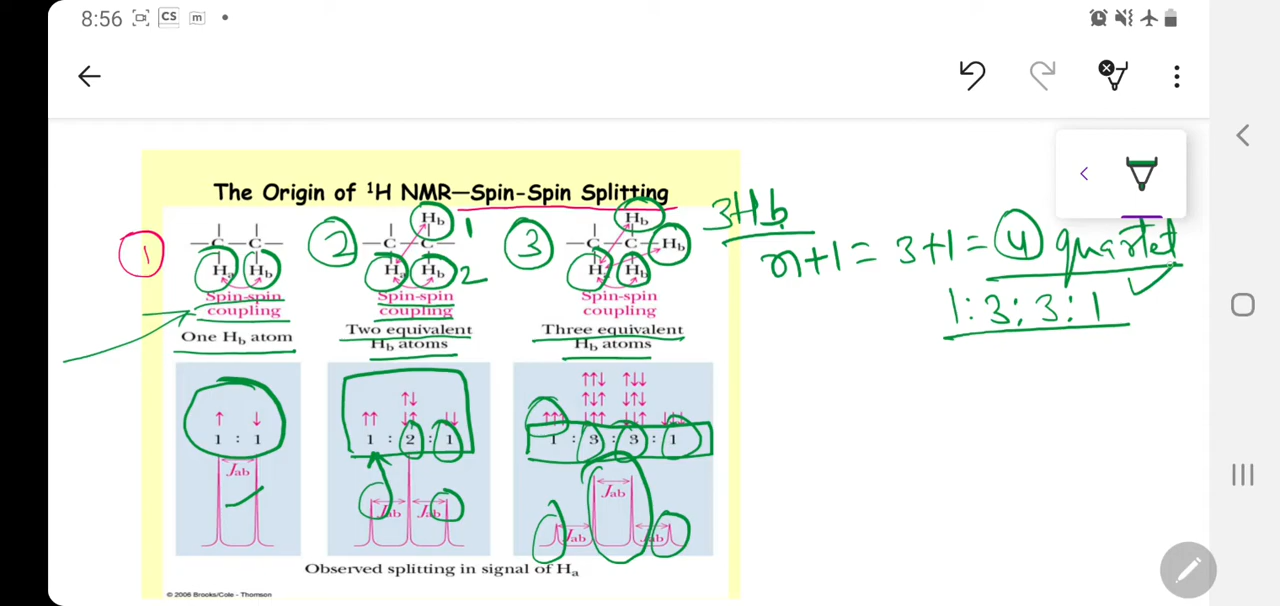 8:56 CS m
The Origin of ¹H NMR—Spin-Spin Splitting
1
—C—C—
Ha Hb
Spin-spin
coupling
One Hb atom
↑ ↓
1 : 1
Jab
2
Hb 1
—C—C—
Ha Hb 2
Spin-spin
coupling
Two equivalent
Hb atoms
↑↓
↑↑ ↓↑ ↓↓
1 : 2 : 1
Jab Jab
3
Hb
—C—C—Hb
Ha Hb
Spin-spin
coupling
Three equivalent
Hb atoms
↑↑↓ ↑↓↓
↑↓↑ ↓↑↓
↑↑↑ ↓↑↑ ↓↓↑ ↓↓↓
1 : 3 : 3 : 1
Jab
Jab Jab
Observed splitting in signal of Ha
© 2006 Brooks/Cole - Thomson
3Hb
n+1 = 3+1 = 4 quartet
1:3:3:1